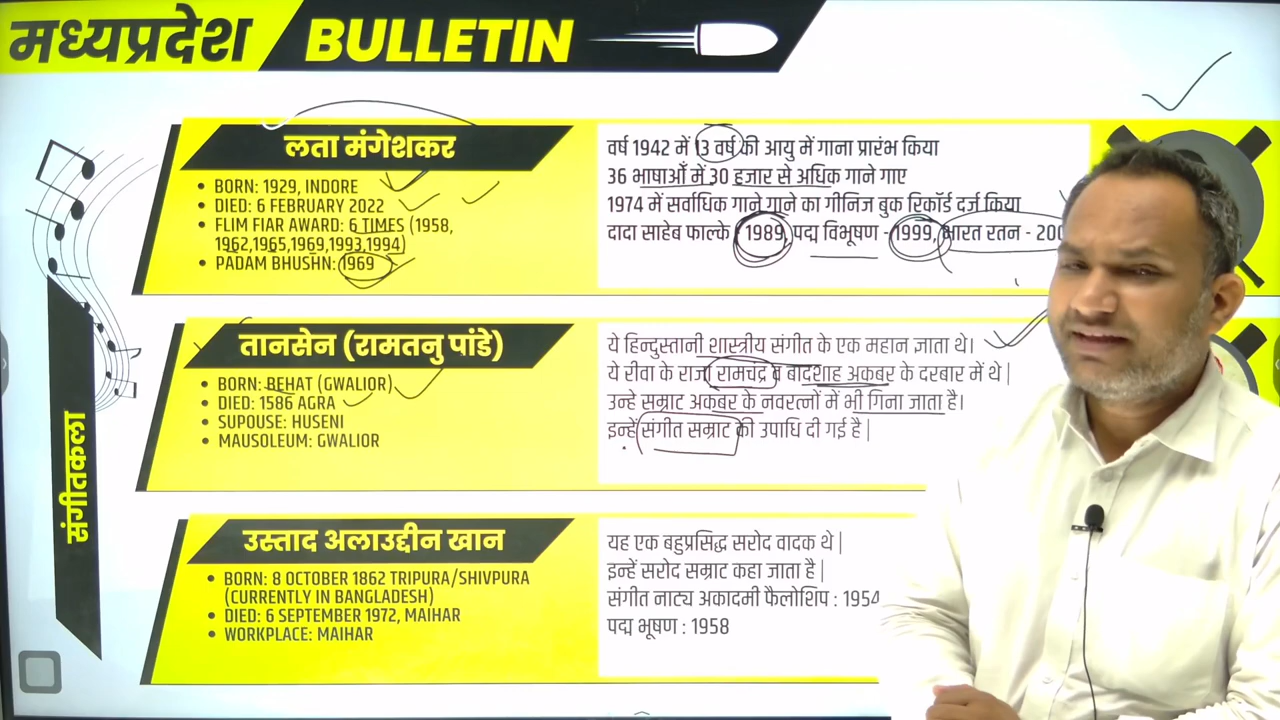 मध्यप्रदेश BULLETIN
लता मंगेशकर
BORN: 1929, INDORE
DIED: 6 FEBRUARY 2022
FLIM FIAR AWARD: 6 TIMES (1958,
1962,1965,1969,1993,1994)
PADAM BHUSHN: 1969
वर्ष 1942 में 13 वर्ष की आयु में गाना प्रारंभ किया
36 भाषाओं में 30 हजार से अधिक गाने गाए
1974 में सर्वाधिक गाने गाने का गीनिज बुक रिकॉर्ड दर्ज किया
दादा साहेब फाल्के 1989, पद्म विभूषण - 1999, भारत रतन -
संगीतकला
तानसेन (रामतनु पांडे)
BORN: BEHAT (GWALIOR)
DIED: 1586 AGRA
SUPOUSE: HUSENI
MAUSOLEUM: GWALIOR
ये हिन्दुस्तानी शास्त्रीय संगीत के एक महान ज्ञाता थे।
ये रीवा के राजा रामचंद्र व बादशाह अकबर के दरबार में थे |
उन्हे सम्राट अकबर के नवरत्नों में भी गिना जाता है।
इन्हें संगीत सम्राट की उपाधि दी गई है |
उस्ताद अलाउद्दीन खान
BORN: 8 OCTOBER 1862 TRIPURA/SHIVPURA
(CURRENTLY IN BANGLADESH)
DIED: 6 SEPTEMBER 1972, MAIHAR
WORKPLACE: MAIHAR
यह एक बहुप्रसिद्ध सरोद वादक थे |
इन्हें सरोद सम्राट कहा जाता है |
संगीत नाट्य अकादमी फैलोशिप : 1954
पद्म भूषण : 1958